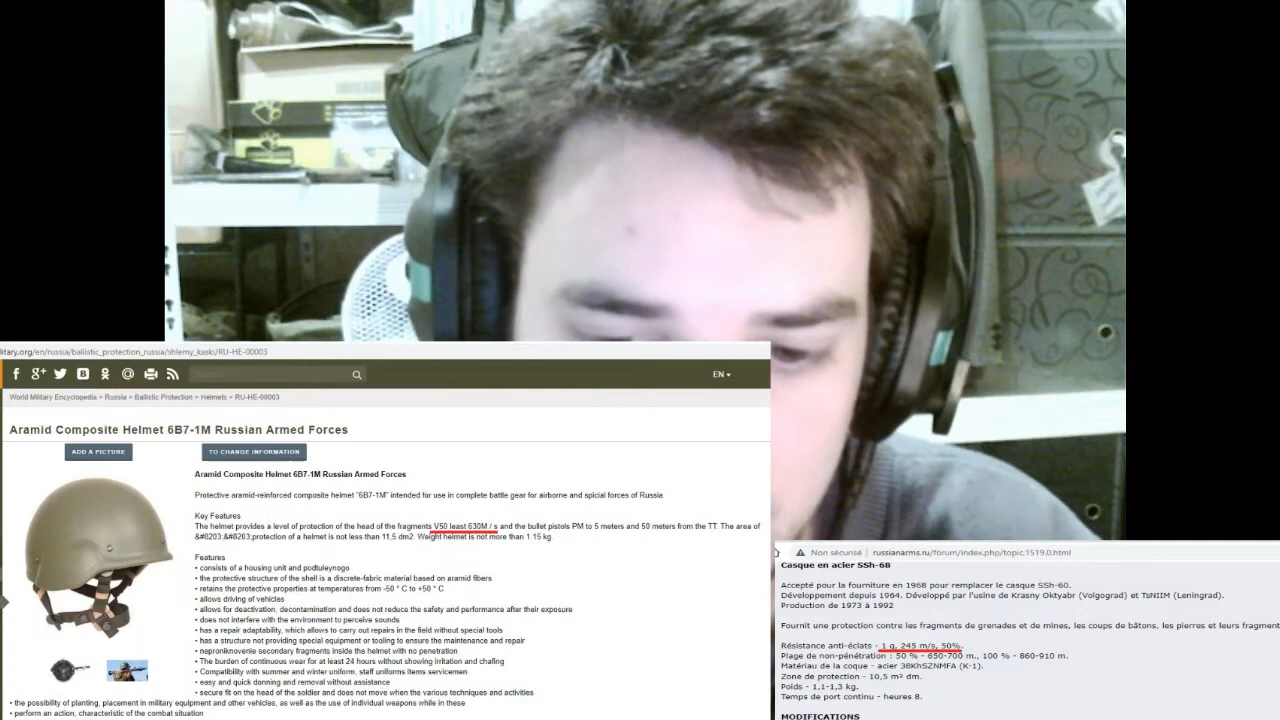 litary.org/en/russia/ballistic_protection_russia/shlemy_kaski/RU-HE-00003
EN
World Military Encyclopedia > Russia > Ballistic Protection > Helmets > RU-HE-00003
Aramid Composite Helmet 6B7-1M Russian Armed Forces
ADD A PICTURE
TO CHANGE INFORMATION
Aramid Composite Helmet 6B7-1M Russian Armed Forces
Protective aramid-reinforced composite helmet "6B7-1M" intended for use in complete battle gear for airborne and spicial forces of Russia
Key Features
The helmet provides a level of protection of the head of the fragments V50 least 630M / s and the bullet pistols PM to 5 meters and 50 meters from the TT. The area of
&#8203;&#8203;protection of a helmet is not less than 11,5 dm2. Weight helmet is not more than 1.15 kg.
Features
• consists of a housing unit and podtuleynogo
• the protective structure of the shell is a discrete-fabric material based on aramid fibers
• retains the protective properties at temperatures from -50 ° C to +50 ° C
• allows driving of vehicles
• allows for deactivation, decontamination and does not reduce the safety and performance after their exposure
• does not interfere with the environment to perceive sounds
• has a repair adaptability, which allows to carry out repairs in the field without special tools
• has a structure not providing special equipment or tooling to ensure the maintenance and repair
• neproniknovenie secondary fragments inside the helmet with no penetration
• The burden of continuous wear for at least 24 hours without showing irritation and chafing
• Compatibility with summer and winter uniform, staff uniforms items servicemen
• easy and quick donning and removal without assistance
• secure fit on the head of the soldier and does not move when the various techniques and activities
• the possibility of planting, placement in military equipment and other vehicles, as well as the use of individual weapons while in these
• perform an action, characteristic of the combat situation
Non sécurisé | russianarms.ru/forum/index.php/topic.1519.0.html
Casque en acier SSh-68
Accepté pour la fourniture en 1968 pour remplacer le casque SSh-60.
Développement depuis 1964. Développé par l'usine de Krasny Oktyabr (Volgograd) et TsNIIM (Leningrad).
Production de 1973 à 1992
Fournit une protection contre les fragments de grenades et de mines, les coups de bâtons, les pierres et leurs fragment
Résistance anti-éclats - 1 g, 245 m/s, 50%.
Plage de non-pénétration : 50 % - 650-700 m., 100 % - 860-910 m.
Matériau de la coque - acier 38KhSZNMFA (K-1).
Zone de protection - 10,5 m² dm.
Poids - 1,1-1,3 kg.
Temps de port continu - heures 8.
MODIFICATIONS